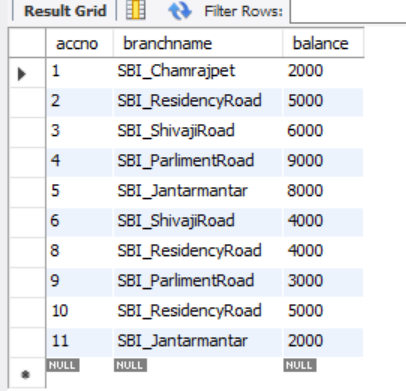 Result Grid Filter Rows:
accno branchname balance
1 SBI_Chamrajpet 2000
2 SBI_ResidencyRoad 5000
3 SBI_ShivajiRoad 6000
4 SBI_ParlimentRoad 9000
5 SBI_Jantarmantar 8000
6 SBI_ShivajiRoad 4000
8 SBI_ResidencyRoad 4000
9 SBI_ParlimentRoad 3000
10 SBI_ResidencyRoad 5000
11 SBI_Jantarmantar 2000
NULL NULL NULL